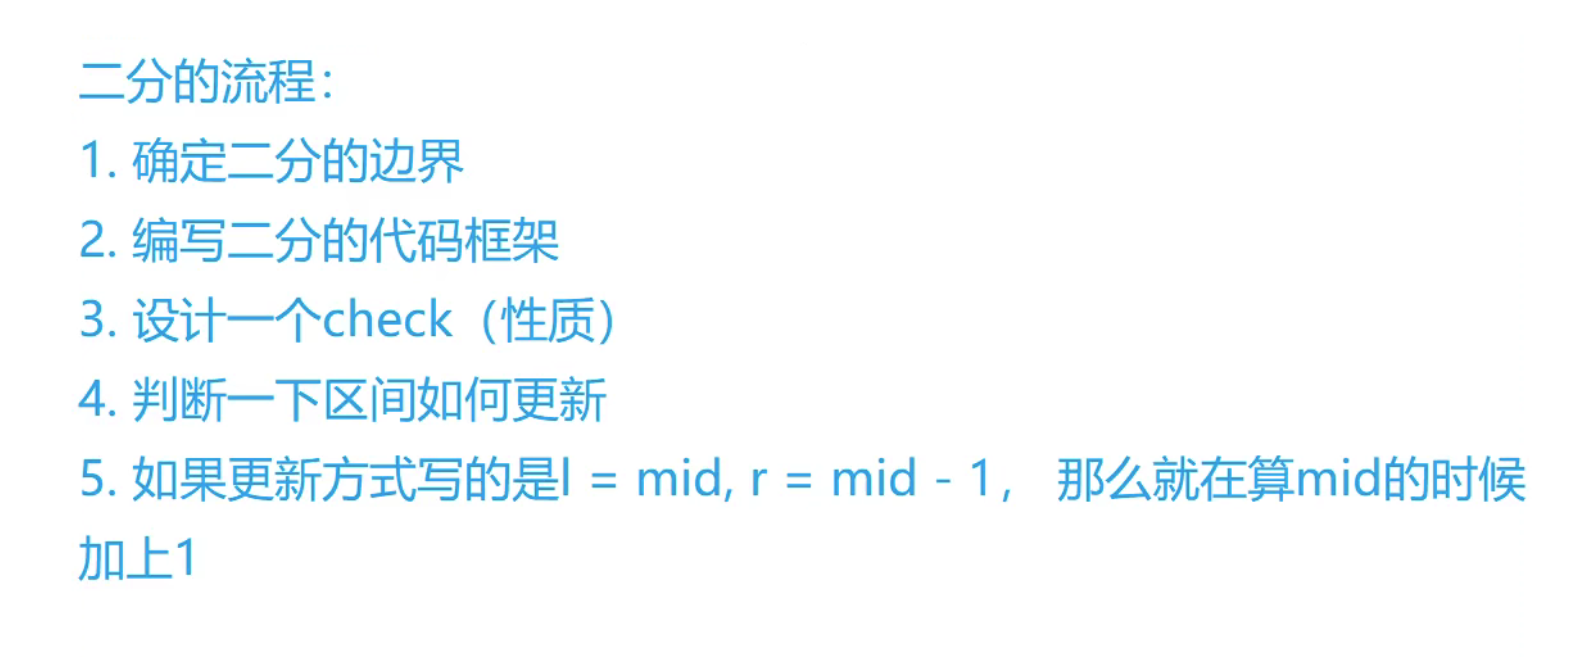 二分的流程：
1. 确定二分的边界
2. 编写二分的代码框架
3. 设计一个check（性质）
4. 判断一下区间如何更新
5. 如果更新方式写的是l = mid, r = mid - 1， 那么就在算mid的时候
加上1